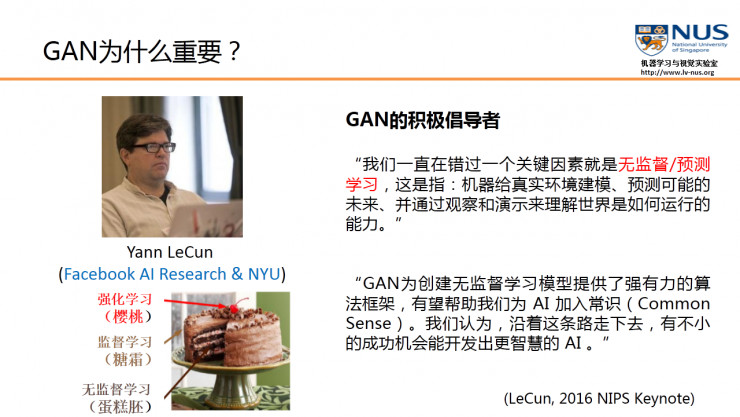 GAN为什么重要？
NUS
National University
of Singapore
机器学习与视觉实验室
http://www.lv-nus.org
GAN的积极倡导者
“我们一直在错过一个关键因素就是无监督/预测
学习，这是指：机器给真实环境建模、预测可能的
未来、并通过观察和演示来理解世界是如何运行的
能力。”
Yann LeCun
(Facebook AI Research & NYU)
强化学习
（樱桃）
监督学习
（糖霜）
无监督学习
（蛋糕胚）
“GAN为创建无监督学习模型提供了强有力的算
法框架，有望帮助我们为 AI 加入常识（Common
Sense）。我们认为，沿着这条路走下去，有不小
的成功机会能开发出更智慧的 AI 。”
(LeCun, 2016 NIPS Keynote)